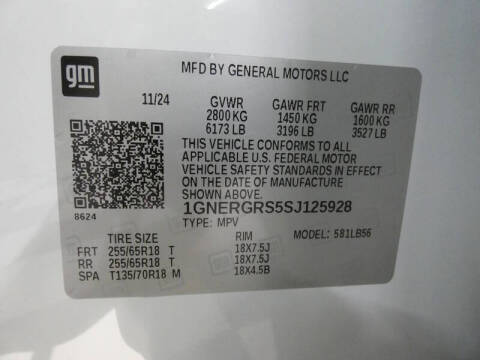 gm
MFD BY GENERAL MOTORS LLC
11/24 GVWR GAWR FRT GAWR RR
2800 KG 1450 KG 1600 KG
6173 LB 3196 LB 3527 LB
THIS VEHICLE CONFORMS TO ALL
APPLICABLE U.S. FEDERAL MOTOR
VEHICLE SAFETY STANDARDS IN EFFECT
ON THE DATE OF MANUFACTURE
SHOWN ABOVE.
8624
1GNERGRS5SJ125928
TYPE: MPV MODEL: 581LB56
TIRE SIZE RIM
FRT 255/65R18 T 18X7.5J
RR 255/65R18 T 18X7.5J
SPA T135/70R18 M 18X4.5B